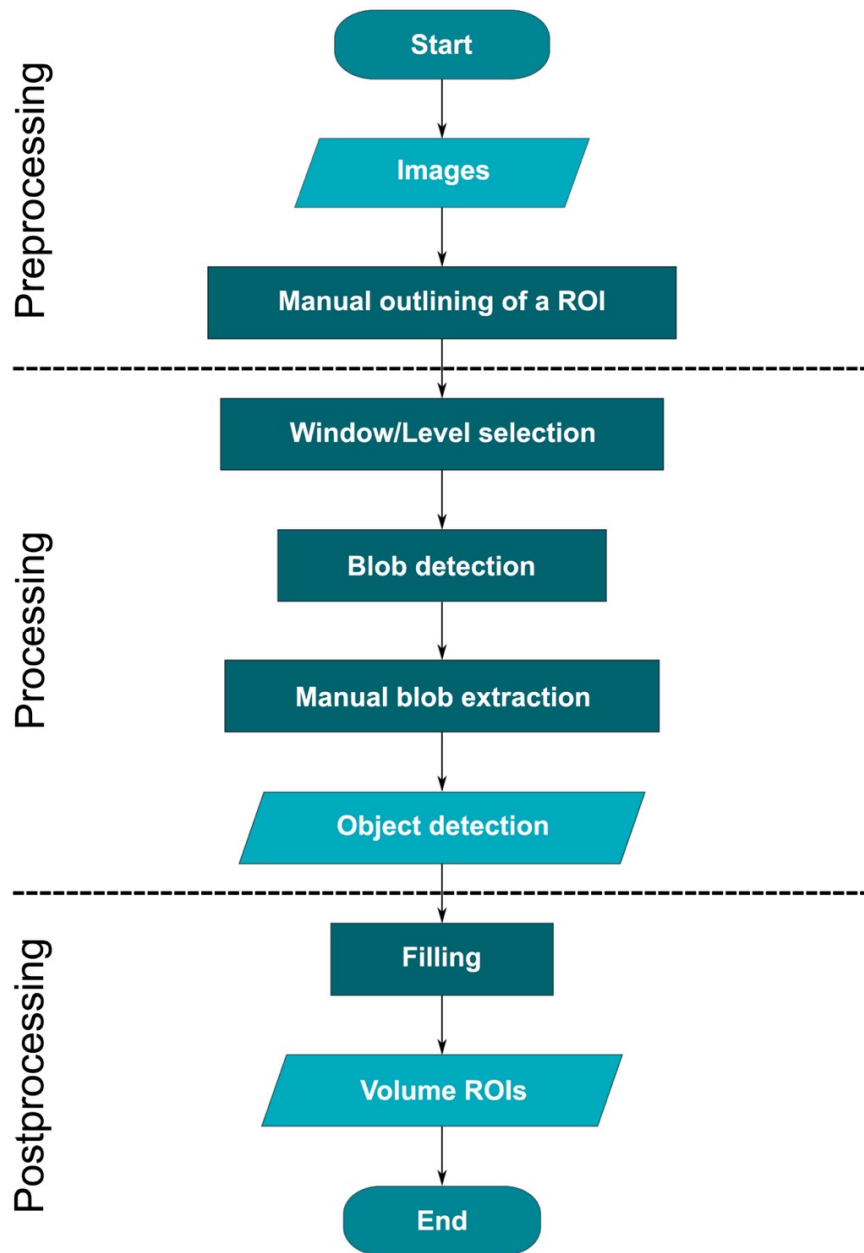 Preprocessing
Start
Images
Manual outlining of a ROI
Processing
Window/Level selection
Blob detection
Manual blob extraction
Object detection
Postprocessing
Filling
Volume ROIs
End